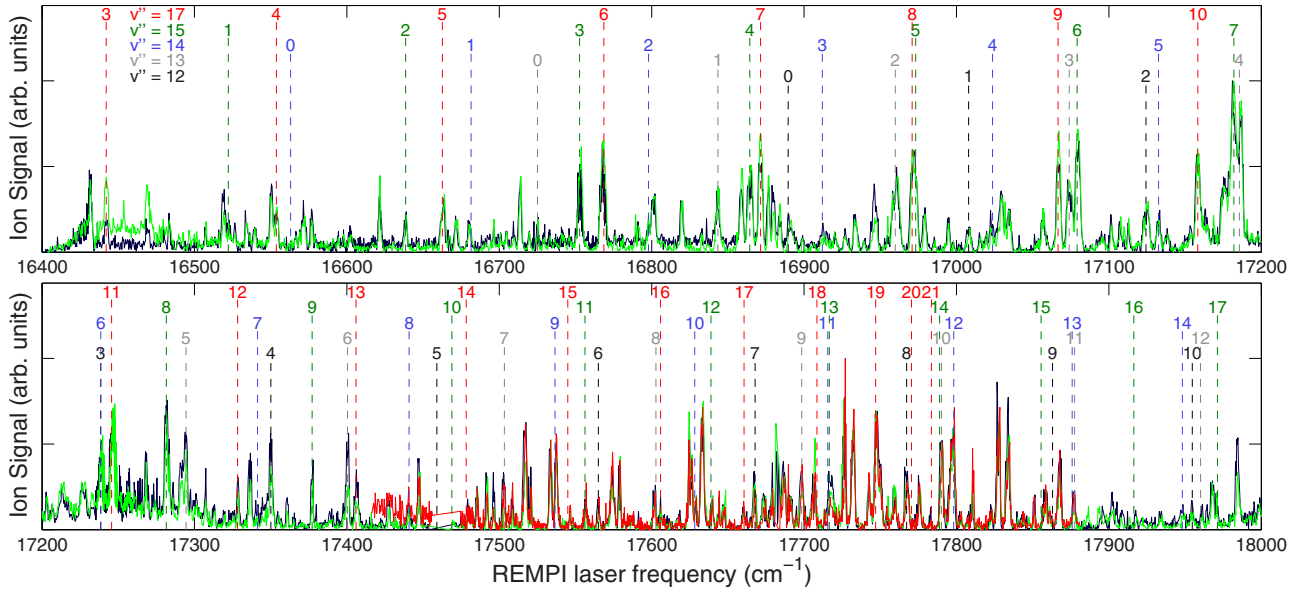 3 v'' = 17 4 5 6 7 8 9 10
v'' = 15 1 2 3 4 5 6 7
v'' = 14 0 1 2 3 4 5
v'' = 13 0 1 2 3 4
v'' = 12 0 1 2
Ion Signal (arb. units)
16400 16500 16600 16700 16800 16900 17000 17100 17200
11 12 13 14 15 16 17 18 19 20 21
8 9 10 11 12 13 14 15 16 17
6 7 8 9 10 11 12 13 14
5 6 7 8 9 10 11 12
3 4 5 6 7 8 9 10
Ion Signal (arb. units)
17200 17300 17400 17500 17600 17700 17800 17900 18000
REMPI laser frequency (cm⁻¹)